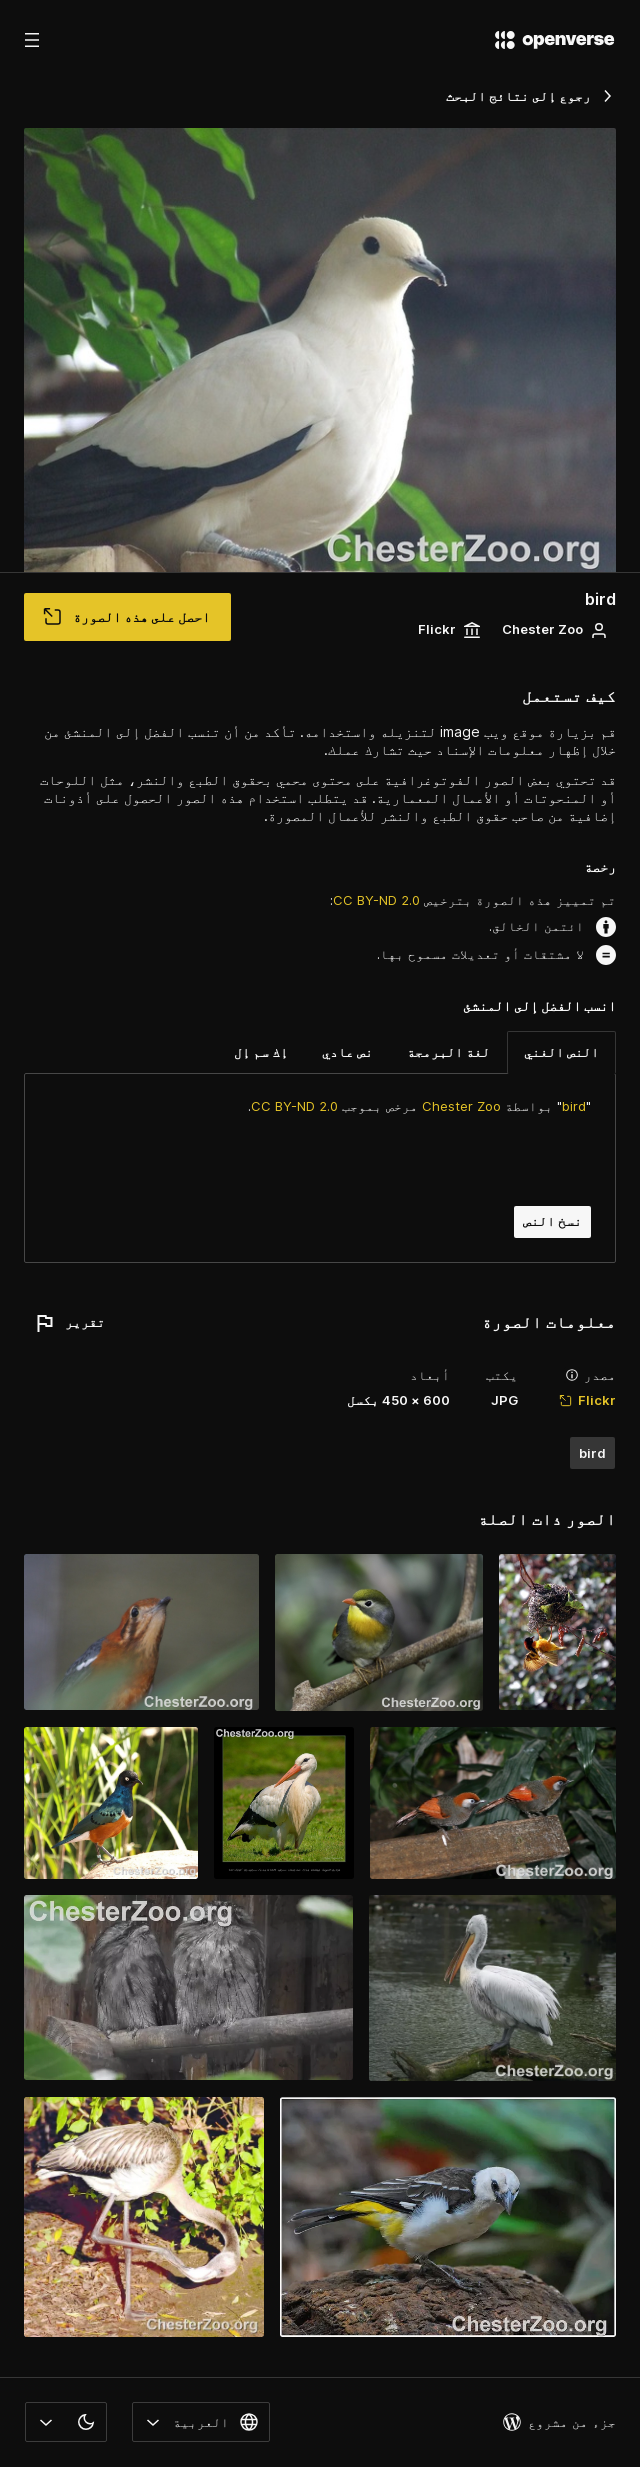 openverse
رجوع إلى نتائج البحث
ChesterZoo.org
bird
Chester Zoo
Flickr
احصل على هذه الصورة
كيف تستعمل
قم بزيارة موقع ويب image لتنزيله واستخدامه. تأكد من أن تنسب الفضل إلى المنشئ من
خلال إظهار معلومات الإسناد حيث تشارك عملك.
قد تحتوي بعض الصور الفوتوغرافية على محتوى محمي بحقوق الطبع والنشر، مثل اللوحات
أو المنحوتات أو الأعمال المعمارية. قد يتطلب استخدام هذه الصور الحصول على أذونات
إضافية من صاحب حقوق الطبع والنشر للأعمال المصورة.
رخصة
تم تمييز هذه الصورة بترخيص CC BY-ND 2.0:
ائتمن الخالق.
لا مشتقات أو تعديلات مسموح بها.
انسب الفضل إلى المنشئ
النص الغني
لغة البرمجة
نص عادي
إك سم إل
"bird" بواسطة Chester Zoo مرخص بموجب CC BY-ND 2.0.
نسخ النص
معلومات الصورة
تقرير
مصدر
يكتب
أبعاد
Flickr
JPG
600 × 450 بكسل
bird
الصور ذات الصلة
ChesterZoo.org
ChesterZoo.org
ChesterZoo.org
ChesterZoo.org
ChesterZoo.org
ChesterZoo.org
ChesterZoo.org
ChesterZoo.org
ChesterZoo.org
جزء من مشروع
العربية